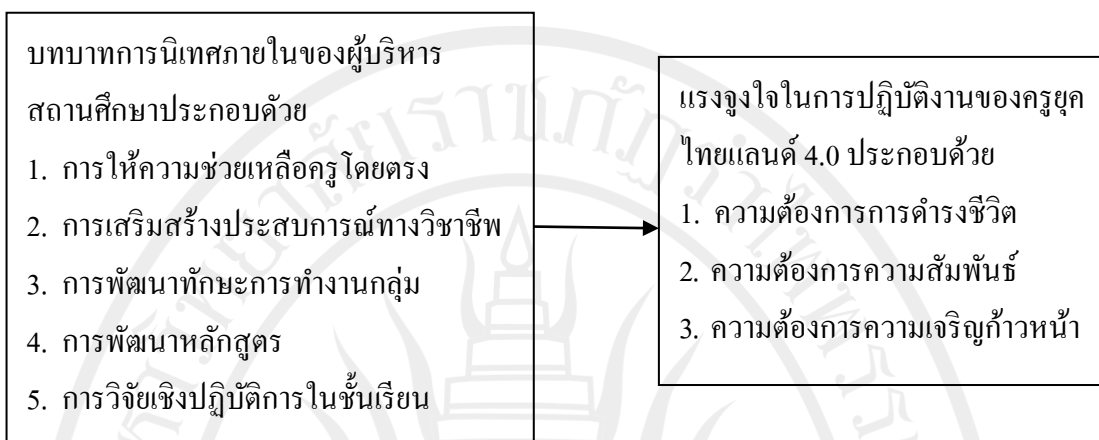 บทบาทการนิเทศภายในของผู้บริหาร
สถานศึกษาประกอบด้วย
1. การให้ความช่วยเหลือครูโดยตรง
2. การเสริมสร้างประสบการณ์ทางวิชาชีพ
3. การพัฒนาทักษะการทำงานกลุ่ม
4. การพัฒนาหลักสูตร
5. การวิจัยเชิงปฏิบัติการในชั้นเรียน
แรงจูงใจในการปฏิบัติงานของครูยุค
ไทยแลนด์ 4.0 ประกอบด้วย
1. ความต้องการการดำรงชีวิต
2. ความต้องการความสัมพันธ์
3. ความต้องการความเจริญก้าวหน้า